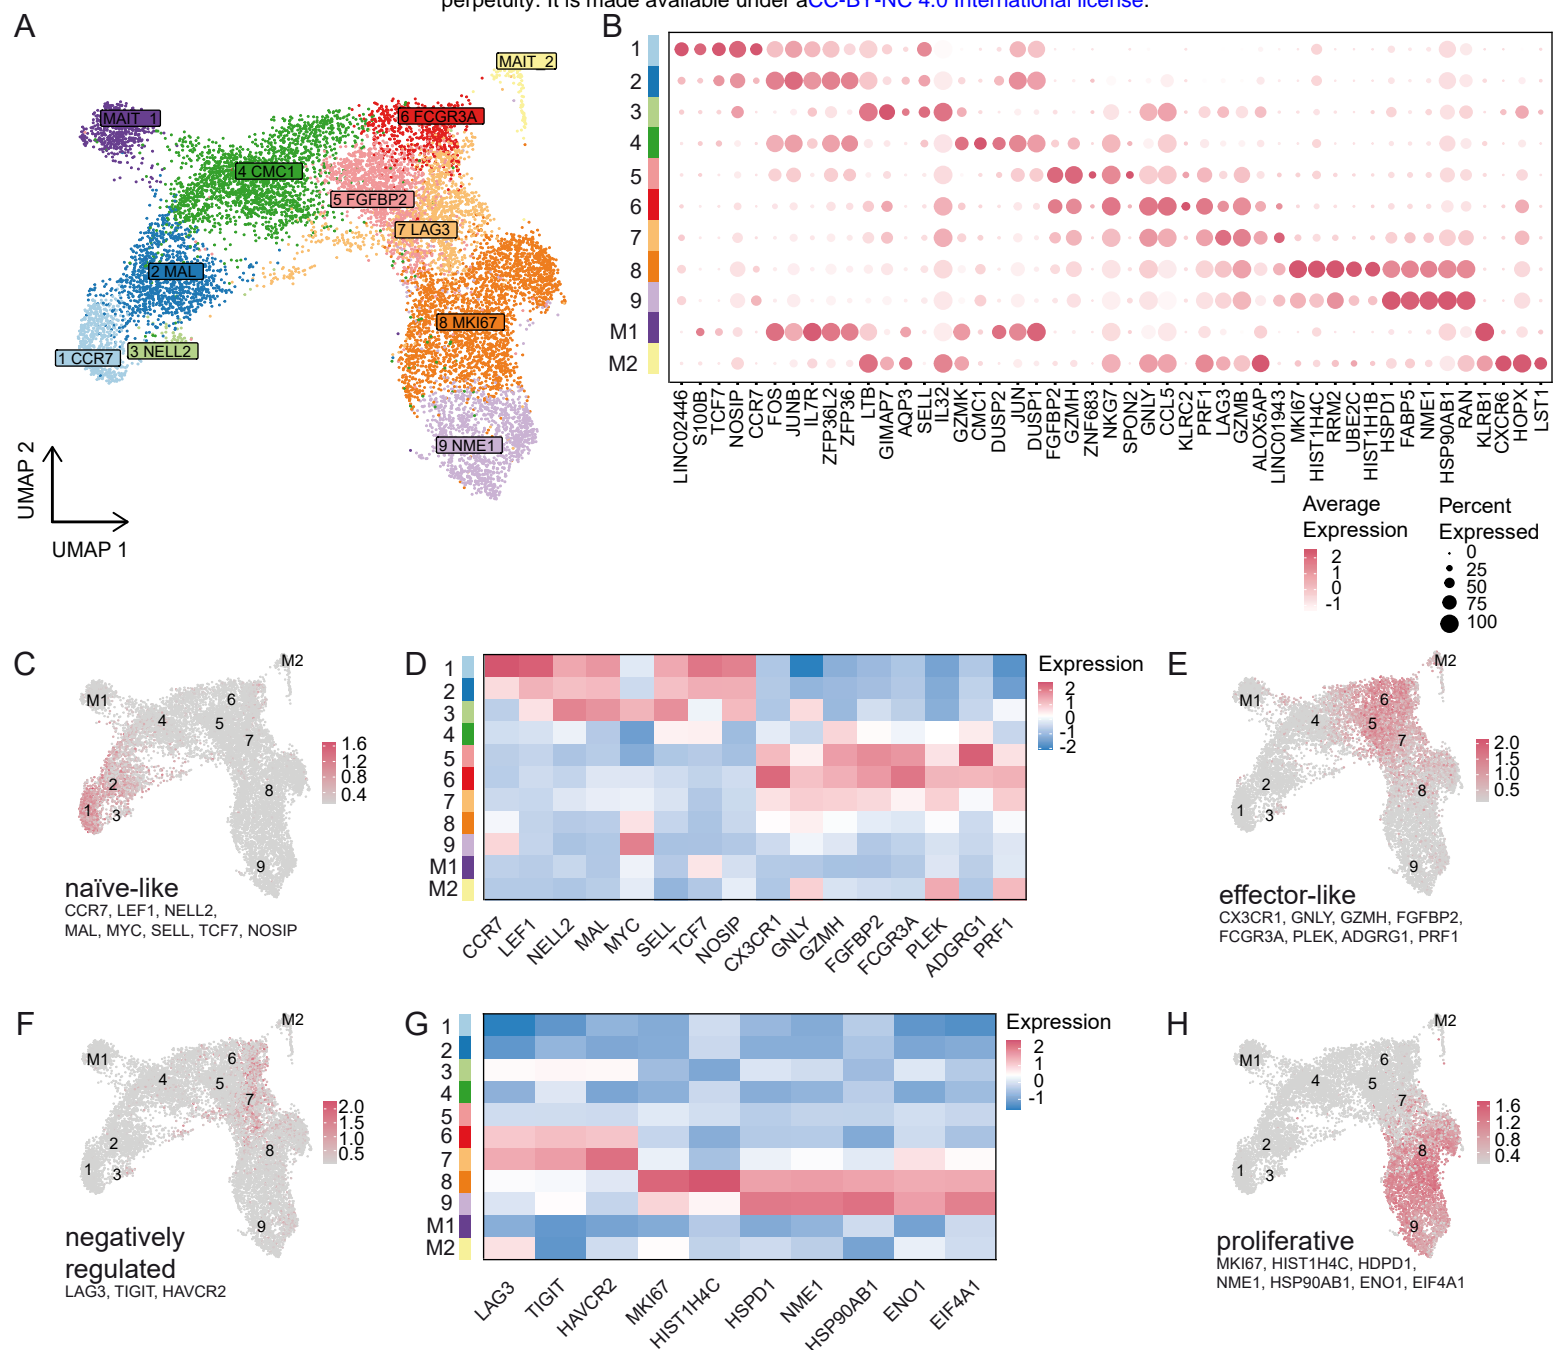 perpetuity. It is made available under aCC-BY-NC 4.0 International license.
A
MAIT_2
MAIT_1
6 FCGR3A
4 CMC1
5 FGFBP2
7 LAG3
2 MAL
8 MKI67
1 CCR7
3 NELL2
9 NME1
UMAP 2
UMAP 1
B
1
2
3
4
5
6
7
8
9
M1
M2
LINC02446
S100B
TCF7
NOSIP
CCR7
FOS
JUNB
IL7R
ZFP36L2
ZFP36
LTB
GIMAP7
AQP3
SELL
IL32
GZMK
CMC1
DUSP2
JUN
DUSP1
FGFBP2
GZMH
ZNF683
NKG7
SPON2
GNLY
CCL5
KLRC2
PRF1
LAG3
GZMB
ALOX5AP
LINC01943
MKI67
HIST1H4C
RRM2
UBE2C
HIST1H1B
HSPD1
FABP5
NME1
HSP90AB1
RAN
KLRB1
CXCR6
HOPX
LST1
Average
Expression
2
1
0
-1
Percent
Expressed
0
25
50
75
100
C
M2
M1
6
4
5
7
2
8
1
3
9
1.6
1.2
0.8
0.4
naïve-like
CCR7, LEF1, NELL2,
MAL, MYC, SELL, TCF7, NOSIP
D
1
2
3
4
5
6
7
8
9
M1
M2
CCR7
LEF1
NELL2
MAL
MYC
SELL
TCF7
NOSIP
CX3CR1
GNLY
GZMH
FGFBP2
FCGR3A
PLEK
ADGRG1
PRF1
Expression
2
1
0
-1
-2
E
M2
M1
6
4
5
7
2
8
1
3
9
2.0
1.5
1.0
0.5
effector-like
CX3CR1, GNLY, GZMH, FGFBP2,
FCGR3A, PLEK, ADGRG1, PRF1
F
M2
M1
6
4
5
7
2
8
1
3
9
2.0
1.5
1.0
0.5
negatively
regulated
LAG3, TIGIT, HAVCR2
G
1
2
3
4
5
6
7
8
9
M1
M2
LAG3
TIGIT
HAVCR2
MKI67
HIST1H4C
HSPD1
NME1
HSP90AB1
ENO1
EIF4A1
Expression
2
1
0
-1
H
M2
M1
6
4
5
7
2
8
1
3
9
1.6
1.2
0.8
0.4
proliferative
MKI67, HIST1H4C, HDPD1,
NME1, HSP90AB1, ENO1, EIF4A1